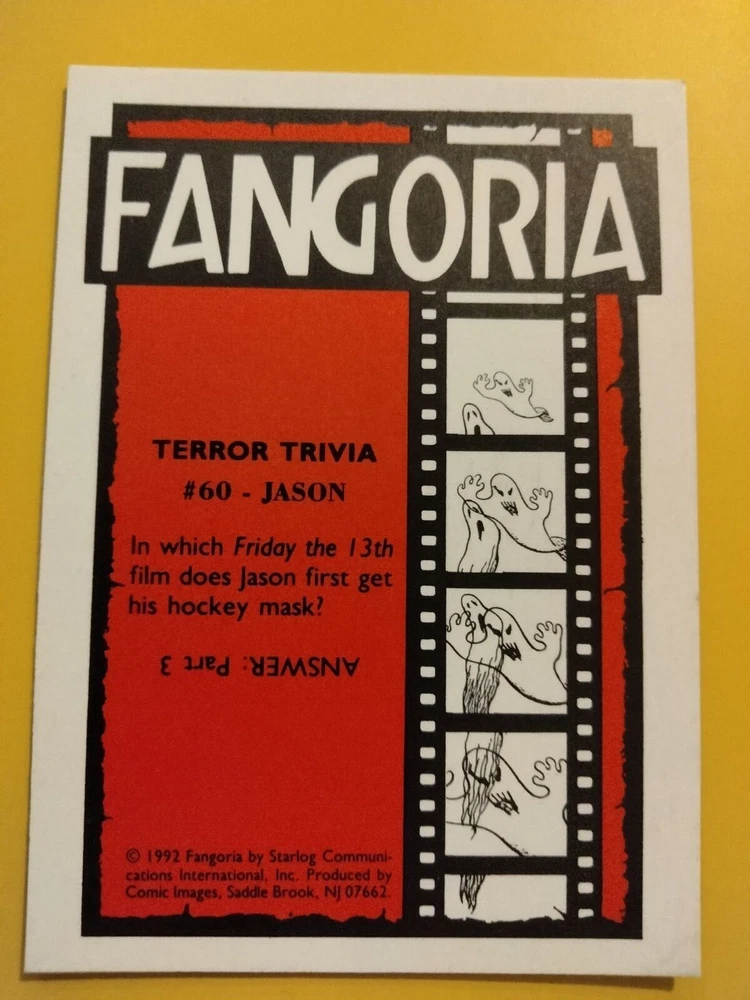 FANGORIA
TERROR TRIVIA
#60 - JASON
In which Friday the 13th
film does Jason first get
his hockey mask?
ANSWER: Part 3
© 1992 Fangoria by Starlog Communi-
cations International, Inc. Produced by
Comic Images, Saddle Brook, NJ 07662.